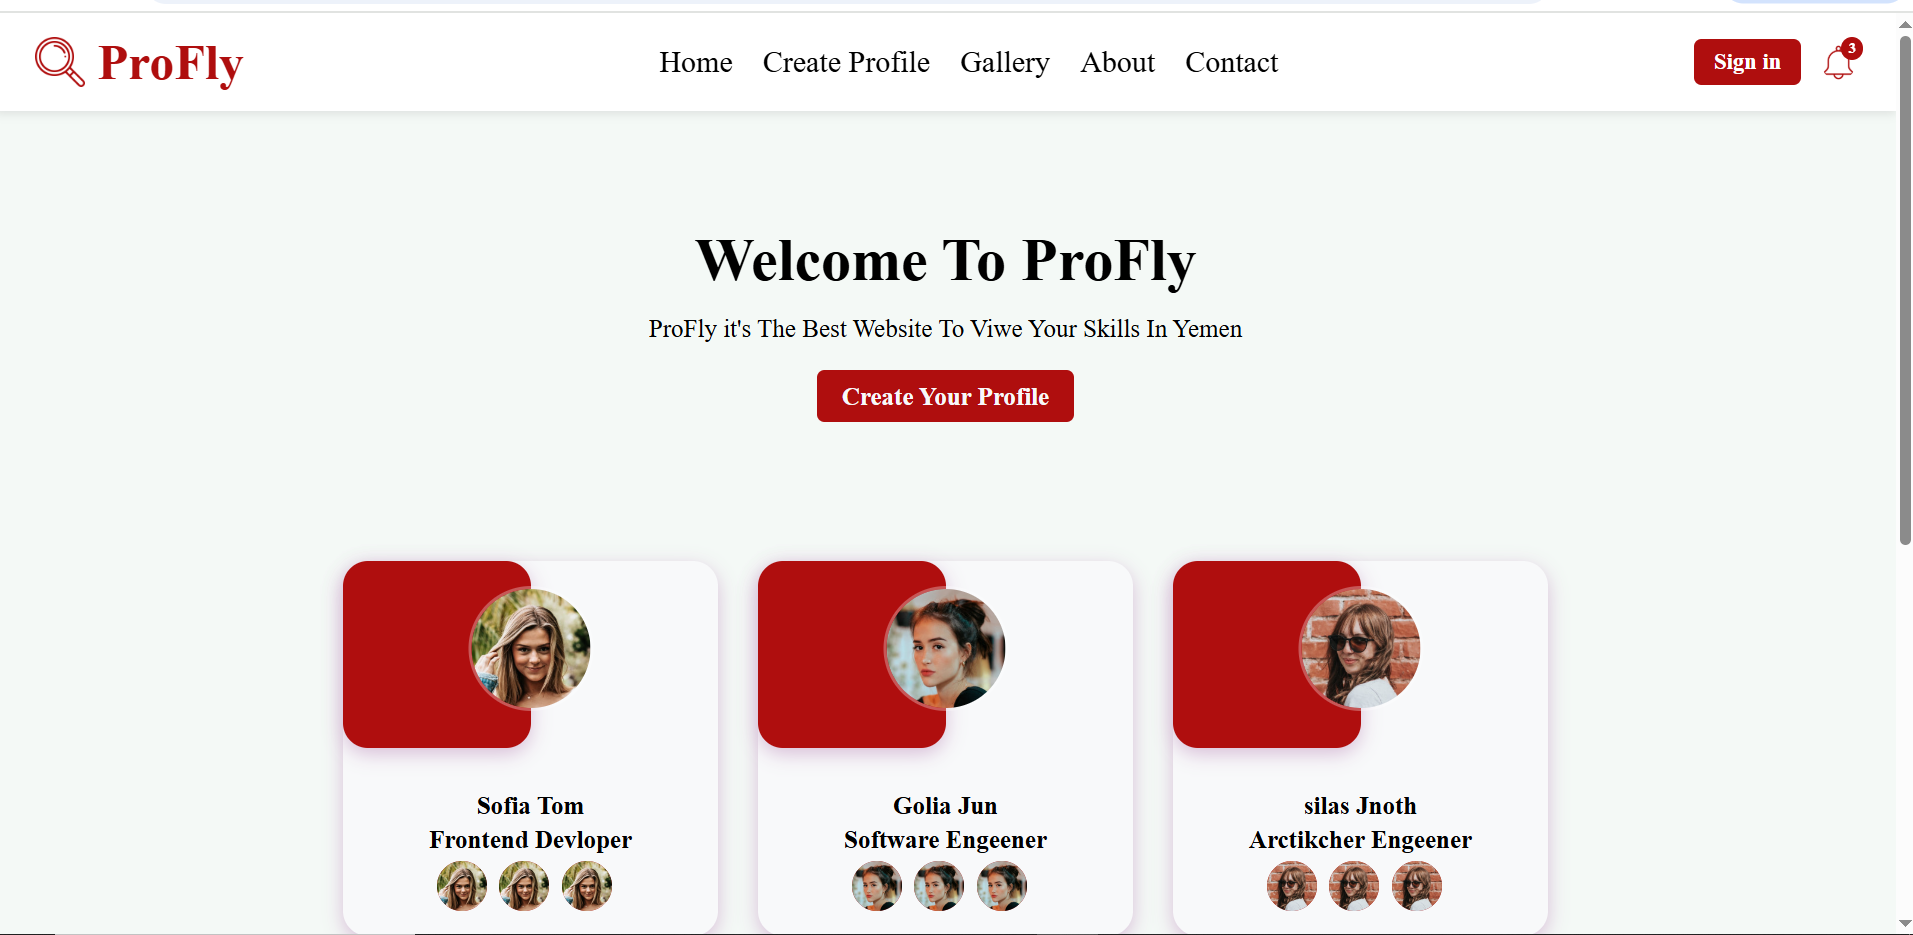 ProFly
Home Create Profile Gallery About Contact
Sign in
3
Welcome To ProFly
ProFly it's The Best Website To Viwe Your Skills In Yemen
Create Your Profile
Sofia Tom
Frontend Devloper
Golia Jun
Software Engeener
silas Jnoth
Arctikcher Engeener